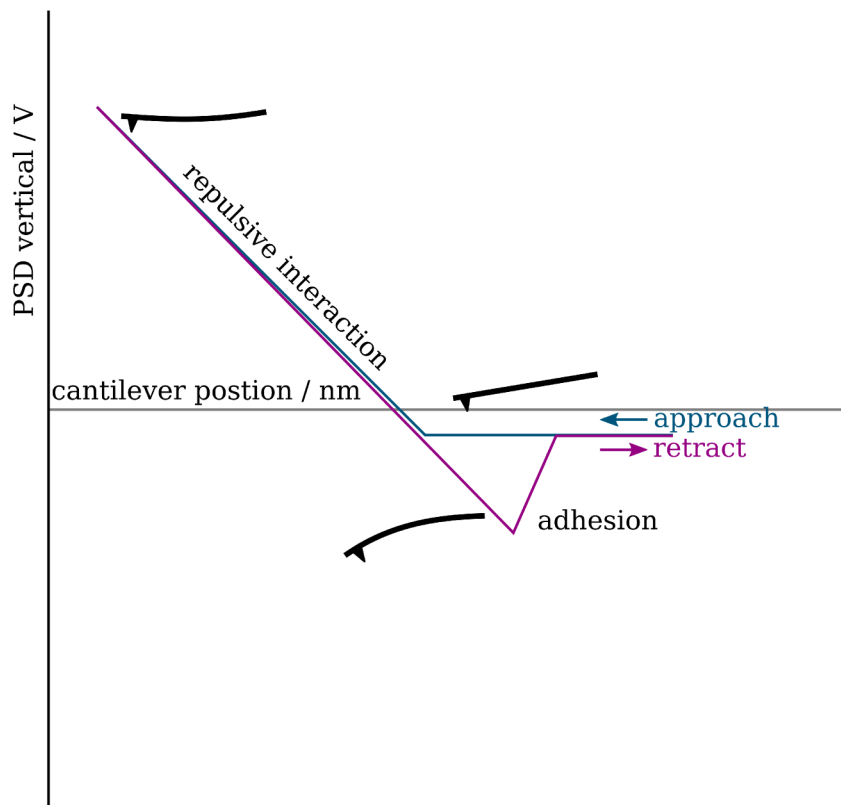 PSD vertical / V
repulsive interaction
cantilever postion / nm
approach
retract
adhesion